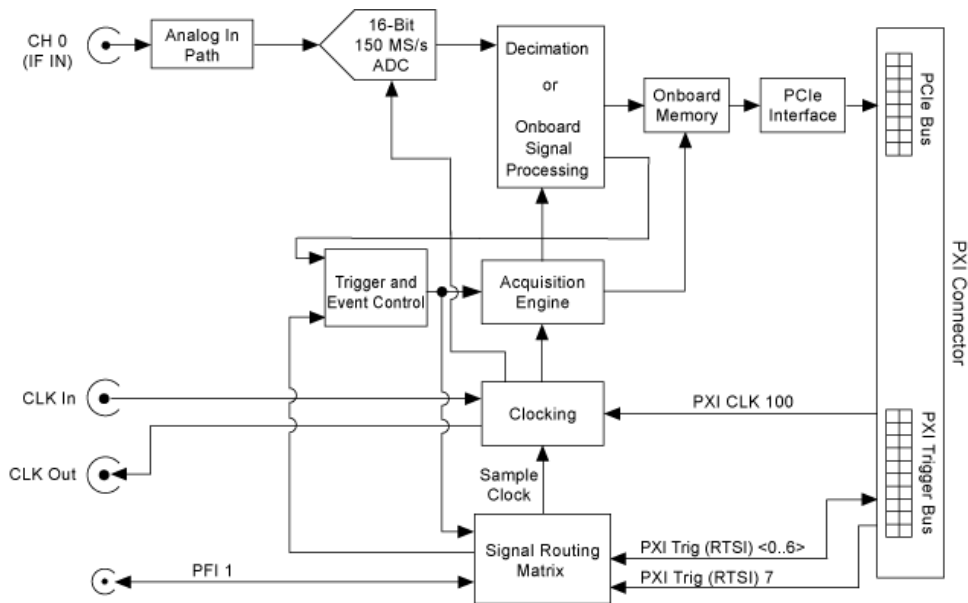 CH 0
(IF IN)
Analog In
Path
16-Bit
150 MS/s
ADC
Decimation
or
Onboard
Signal
Processing
Onboard
Memory
PCIe
Interface
PCIe Bus
PXI Connector
Trigger and
Event Control
Acquisition
Engine
CLK In
Clocking
PXI CLK 100
CLK Out
Sample
Clock
PXI Trigger Bus
Signal Routing
Matrix
PXI Trig (RTSI) <0..6>
PXI Trig (RTSI) 7
PFI 1